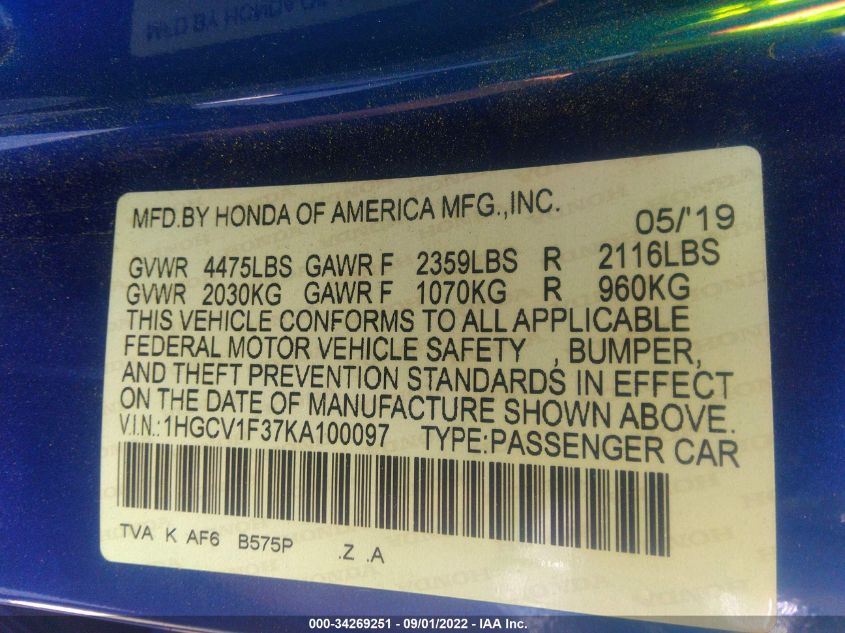 MFD.BY HONDA OF AMERICA MFG.,INC. 05/'19
GVWR 4475LBS GAWR F 2359LBS R 2116LBS
GVWR 2030KG GAWR F 1070KG R 960KG
THIS VEHICLE CONFORMS TO ALL APPLICABLE
FEDERAL MOTOR VEHICLE SAFETY , BUMPER,
AND THEFT PREVENTION STANDARDS IN EFFECT
ON THE DATE OF MANUFACTURE SHOWN ABOVE.
V.I.N.:1HGCV1F37KA100097 TYPE:PASSENGER CAR
TVA K AF6 B575P .Z .A
000-34269251 - 09/01/2022 - IAA Inc.